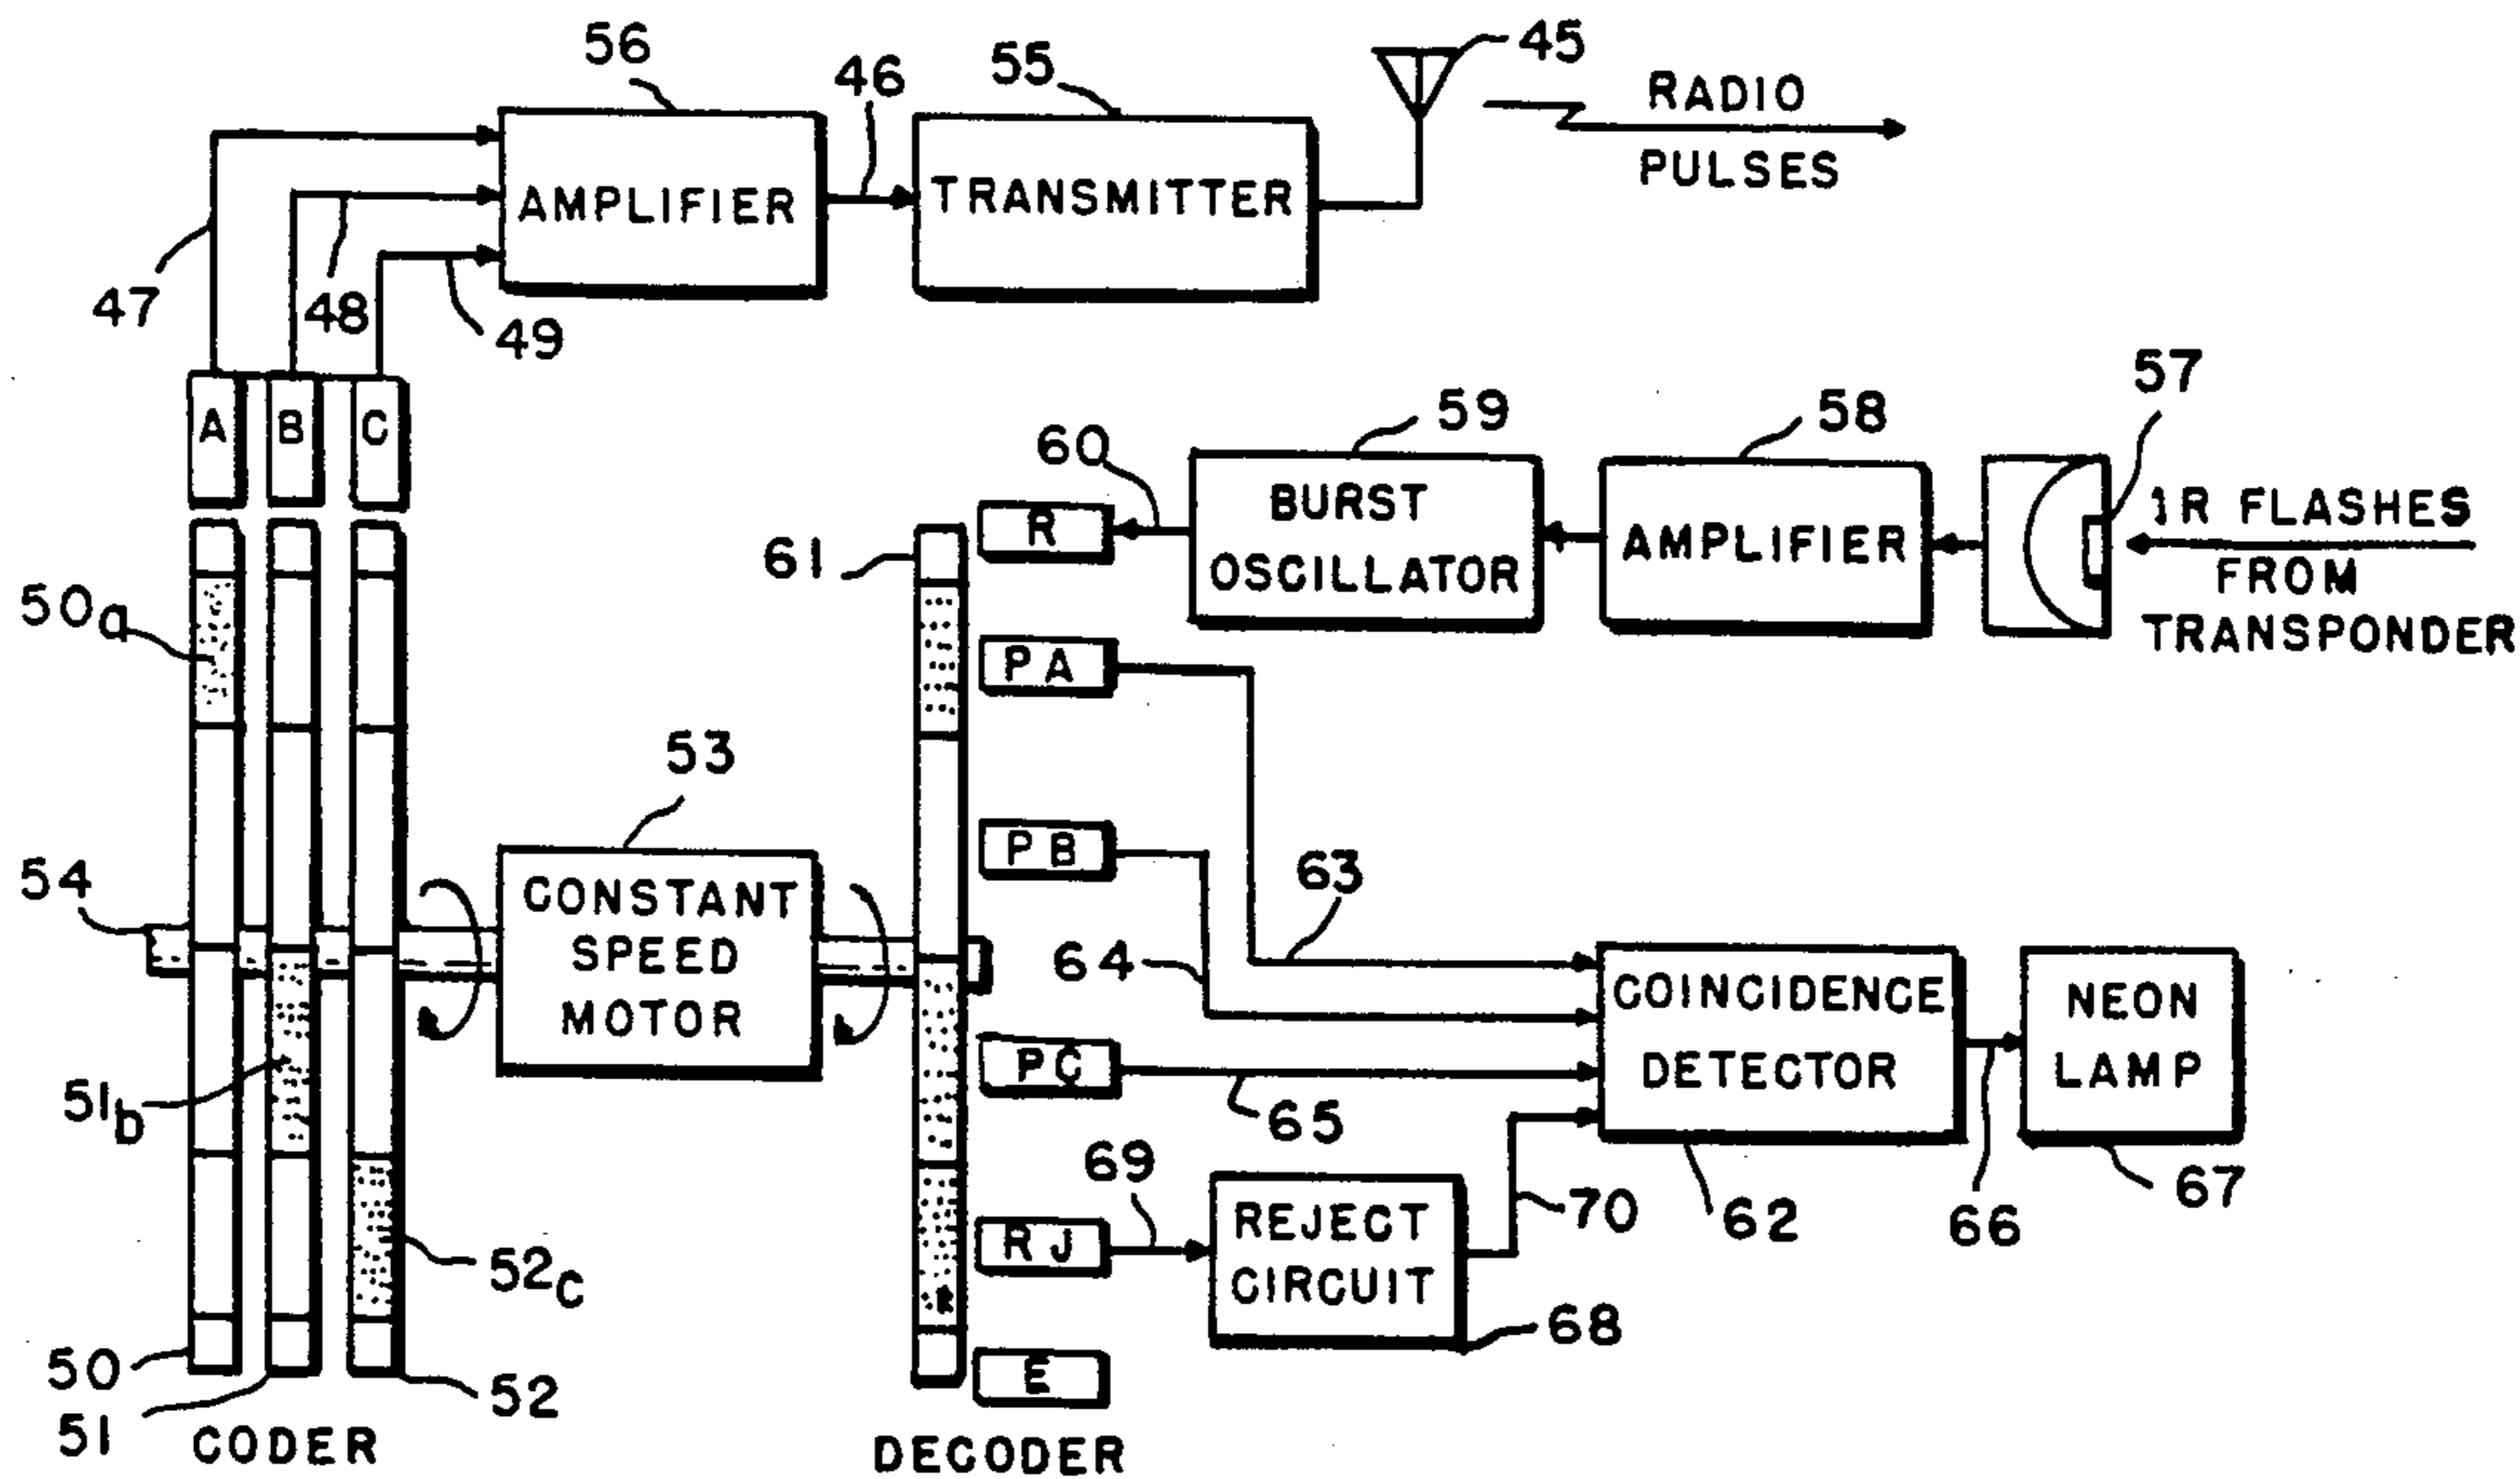 56
46
55
45
RADIO
PULSES
AMPLIFIER
TRANSMITTER
47
48
49
A
B
C
57
59
58
60
BURST
OSCILLATOR
AMPLIFIER
IR FLASHES
FROM
TRANSPONDER
R
61
50a
PA
53
PB
54
CONSTANT
SPEED
MOTOR
63
64
COINCIDENCE
DETECTOR
NEON
LAMP
PC
51b
65
69
REJECT
CIRCUIT
RJ
70
62
66
67
52c
68
50
51
52
E
CODER
DECODER